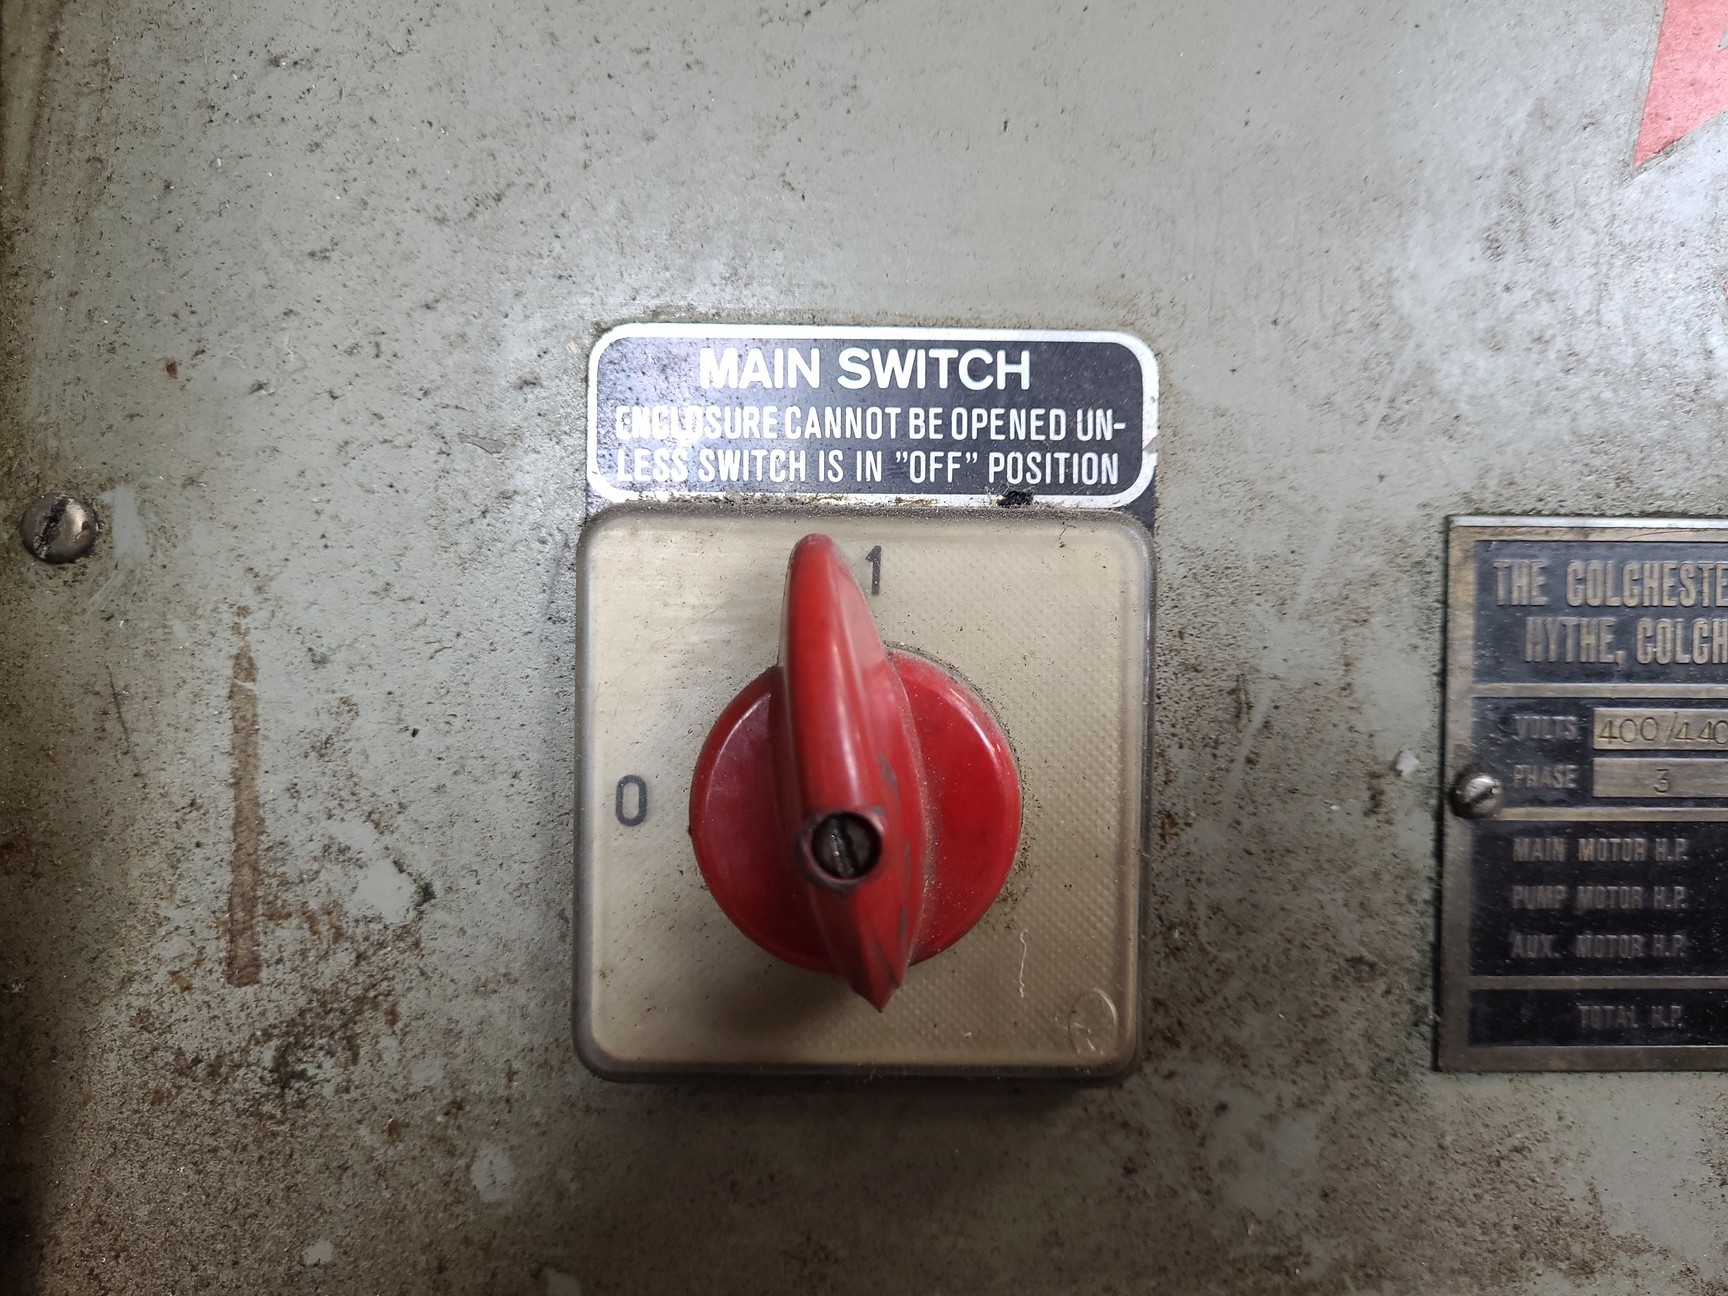 MAIN SWITCH
ENCLOSURE CANNOT BE OPENED UN-
LESS SWITCH IS IN "OFF" POSITION
1
0
THE COLCHESTE
HYTHE, COLCH
VOLTS 400/440
PHASE 3
MAIN MOTOR H.P.
PUMP MOTOR H.P.
AUX. MOTOR H.P.
TOTAL H.P.